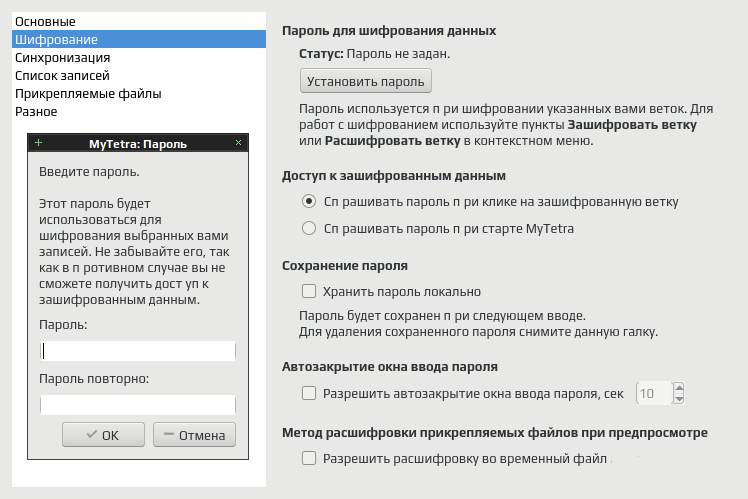 Основные
Шифрование
Синхронизация
Список записей
Прикрепляемые файлы
Разное
MyTetra: Пароль
Введите пароль.
Этот пароль будет
использоваться для
шифрования выбранных вами
записей. Не забывайте его, так
как в п ротивном случае вы не
сможете получить дост уп к
зашифрованным данным.
Пароль:
Пароль повторно:
OK
Отмена
Пароль для шифрования данных
Статус: Пароль не задан.
Установить пароль
Пароль используется п ри шифровании указанных вами веток. Для
работ с шифрованием используйте пункты Зашифровать ветку
или Расшифровать ветку в контекстном меню.
Доступ к зашифрованным данным
Сп рашивать пароль п ри клике на зашифрованную ветку
Сп рашивать пароль п ри старте MyTetra
Сохранение пароля
Хранить пароль локально
Пароль будет сохранен п ри следующем вводе.
Для удаления сохраненного пароля снимите данную галку.
Автозакрытие окна ввода пароля
Разрешить автозакрытие окна ввода пароля, сек 10
Метод расшифровки прикрепляемых файлов при предпросмотре
Разрешить расшифровку во временный файл